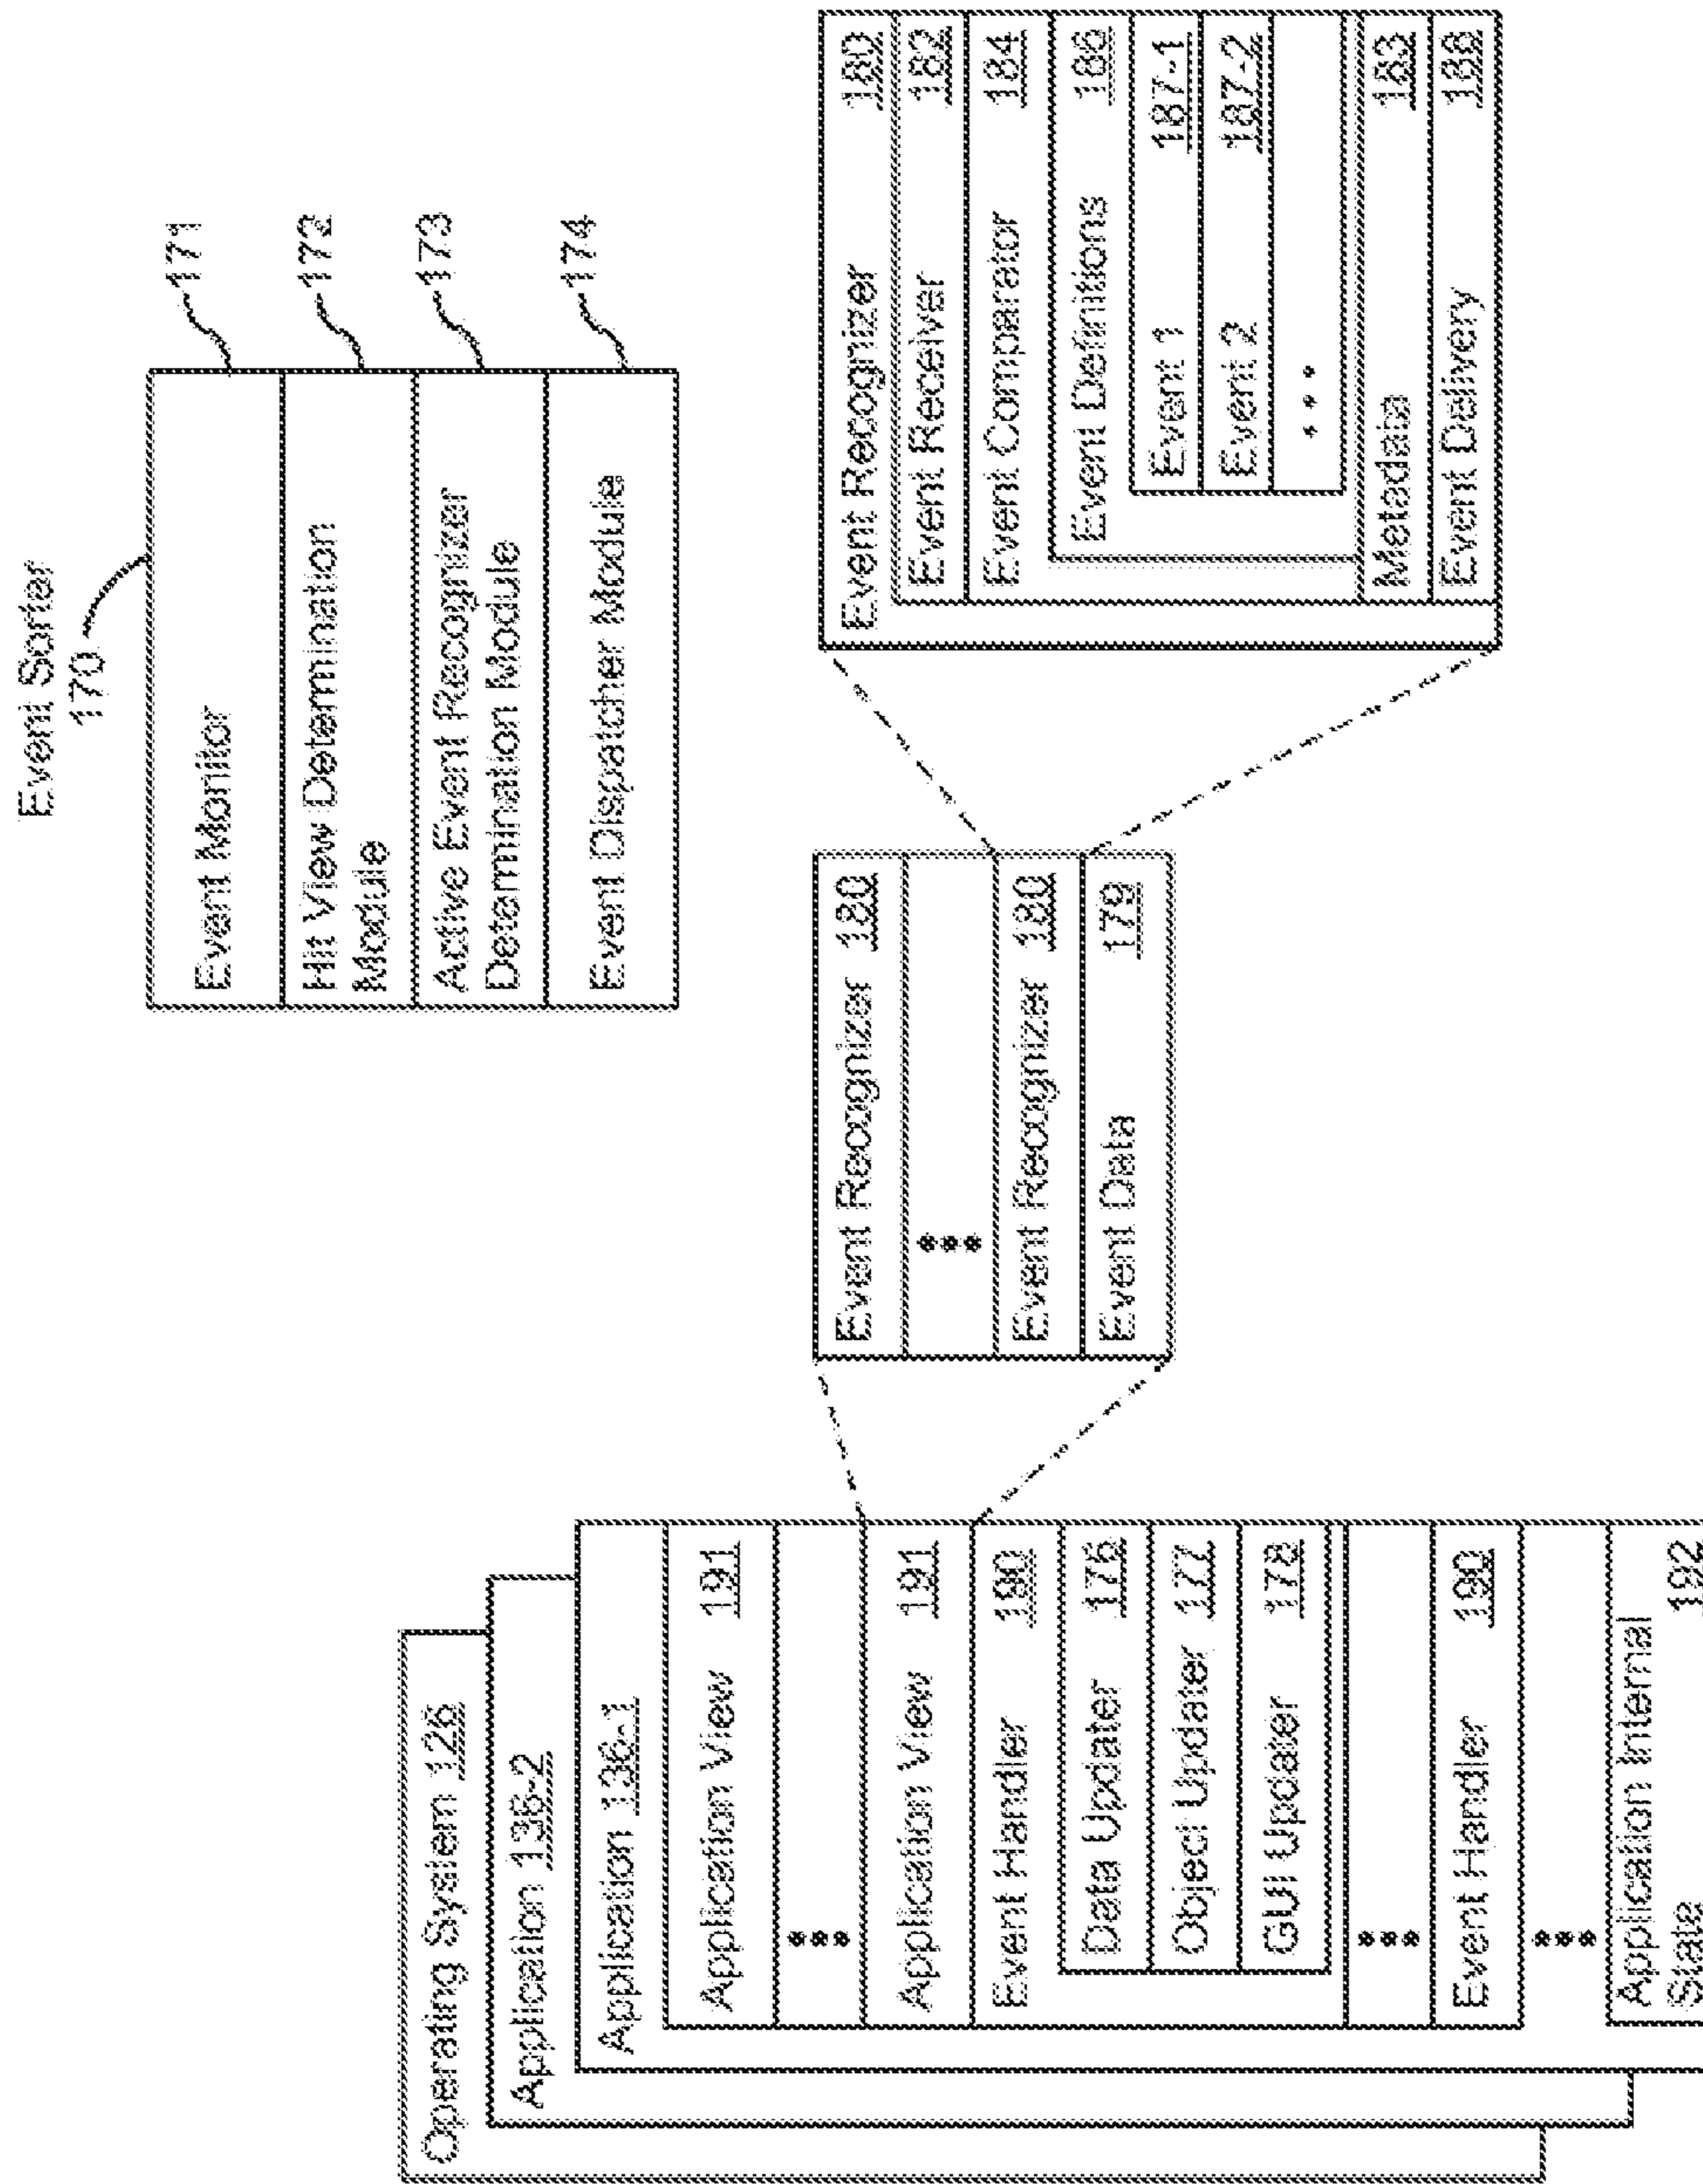 Event Sorter
170
Event Monitor
171
Hit View Determination
Module
172
Active Event Recognizer
Determination Module
173
Event Dispatcher Module
174
Operating System 126
Application 136-2
Application 136-1
Application View 191
Application View 191
Event Handler 190
Data Updater 176
Object Updater 177
GUI Updater 178
Event Handler 190
Application Internal
State 192
Event Recognizer 180
Event Recognizer 180
Event Data 179
Event Recognizer 180
Event Receiver 182
Event Comparator 184
Event Definitions 186
Event 1 187-1
Event 2 187-2
Metadata 183
Event Delivery 188